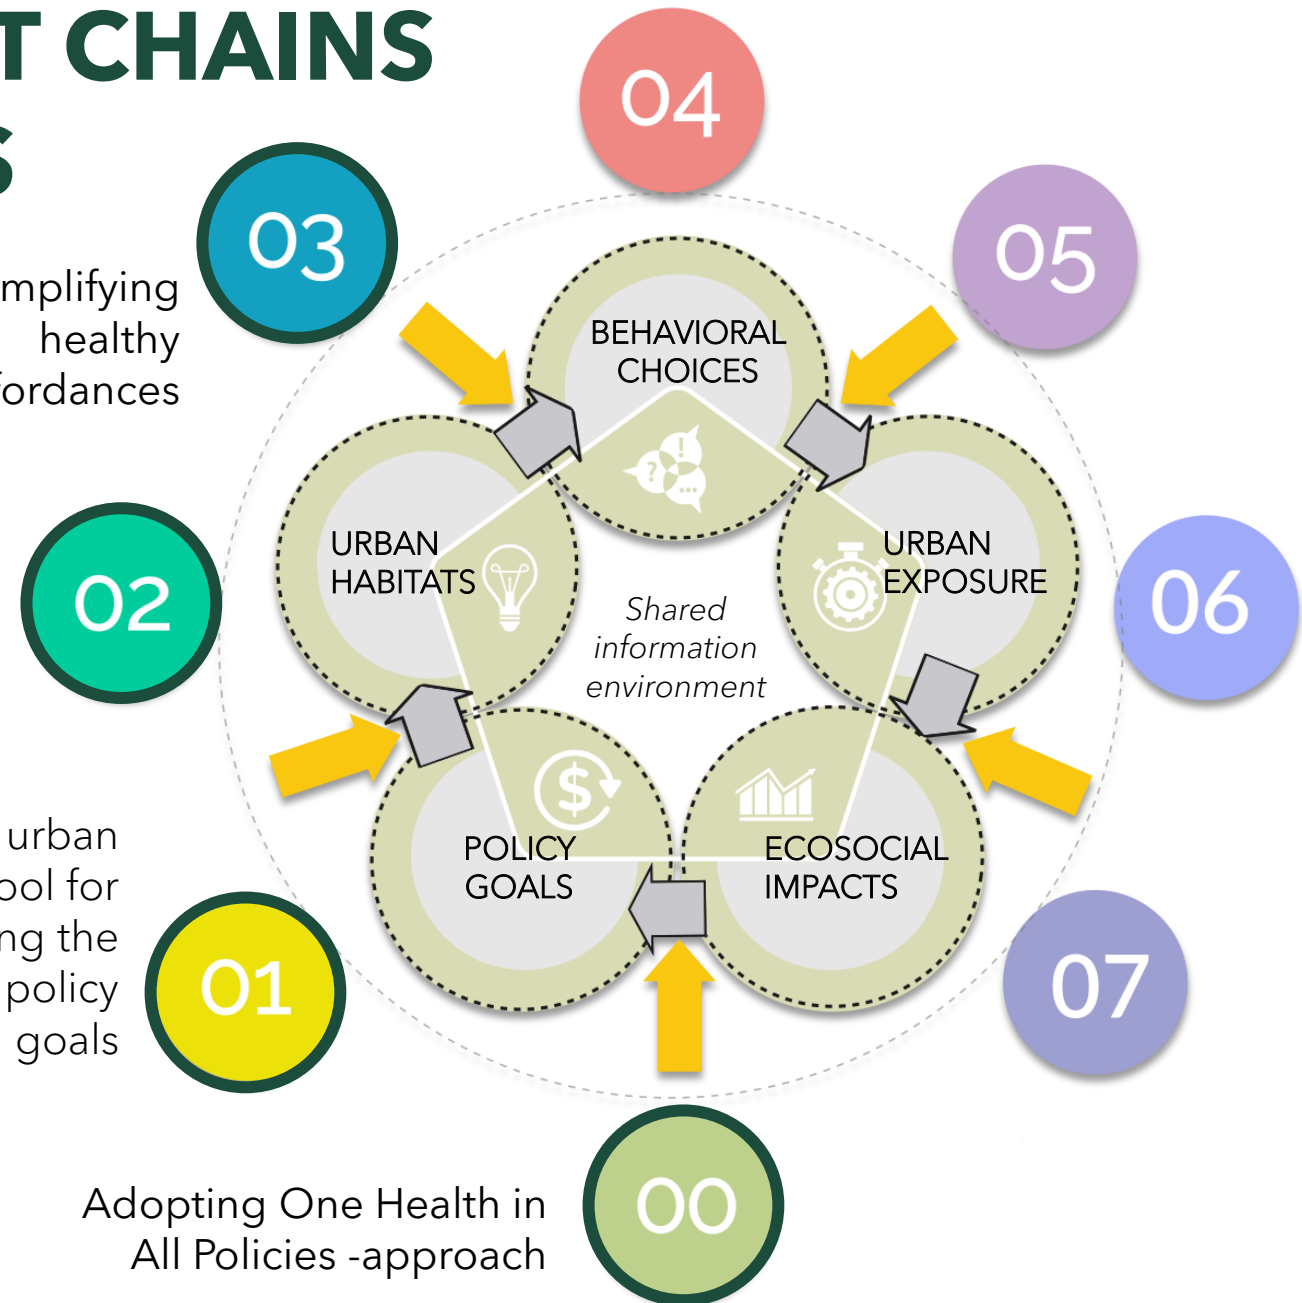 T CHAINS
S
04
03
05
mplifying
healthy
fordances
BEHAVIORAL
CHOICES
!
?
...
02
URBAN
HABITATS
URBAN
EXPOSURE
06
Shared
information
environment
$
POLICY
GOALS
ECOSOCIAL
IMPACTS
urban
ool for
ng the
policy
goals
01
07
Adopting One Health in
All Policies -approach
00